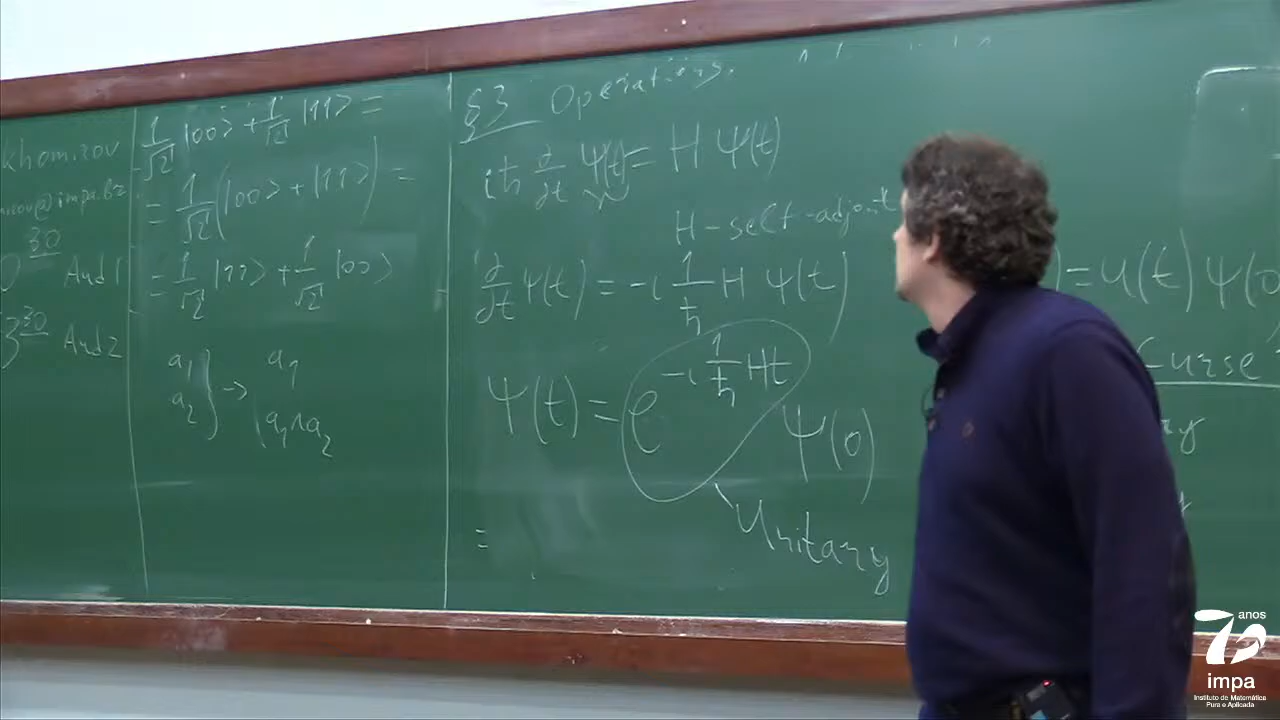 khomizov
@impa.br
30
Aud 1
30
Aud 2
1/√2 |00> + 1/√2 |11> =
= 1/√2 (|00> + |11>) =
= 1/√2 |11> + 1/√2 |00>
a₁
a₂ } → a₁
a₁∧a₂
§3 Operations.
iħ ∂/∂t Ψ(t) = H Ψ(t)
H - self-adjoint
∂/∂t Ψ(t) = -i 1/ħ H Ψ(t)
Ψ(t) = e^{-i 1/ħ Ht} Ψ(0)
Unitary
=
) = U(t) Ψ(0
Curse
anos
72
impa
Instituto de Matemática
Pura e Aplicada